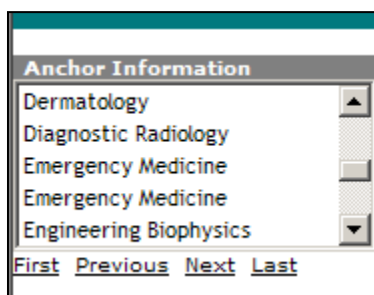 Anchor Information
Dermatology
Diagnostic Radiology
Emergency Medicine
Emergency Medicine
Engineering Biophysics
First Previous Next Last